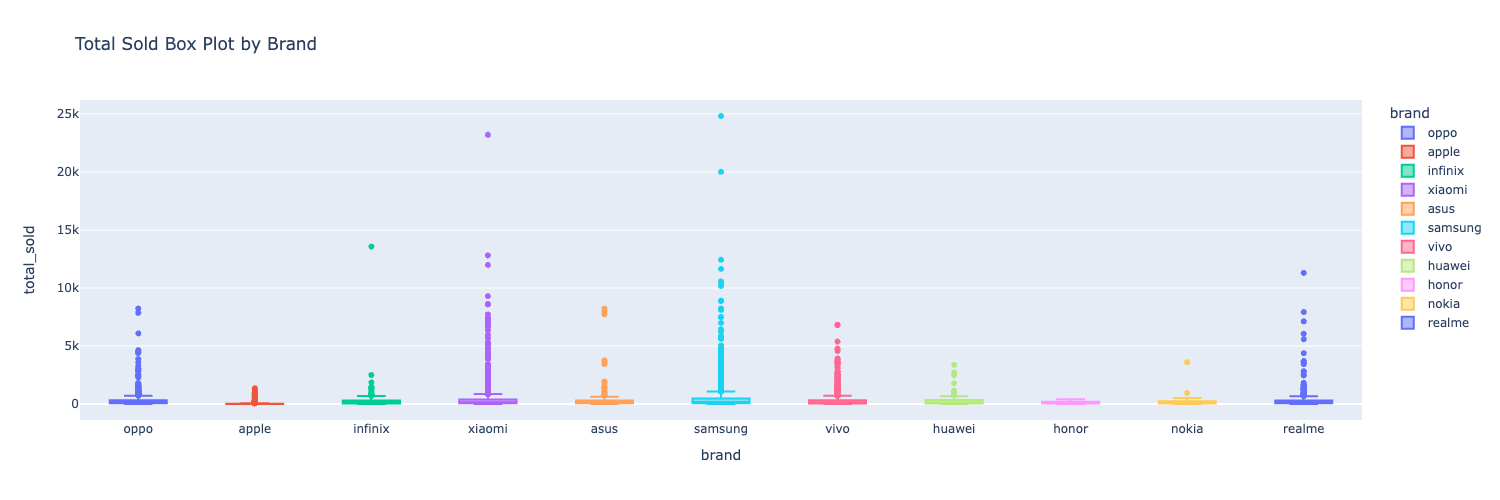 Total Sold Box Plot by Brand
25k
20k
15k
10k
5k
0
total_sold
oppo
apple
infinix
xiaomi
asus
samsung
vivo
huawei
honor
nokia
realme
brand
brand
oppo
apple
infinix
xiaomi
asus
samsung
vivo
huawei
honor
nokia
realme